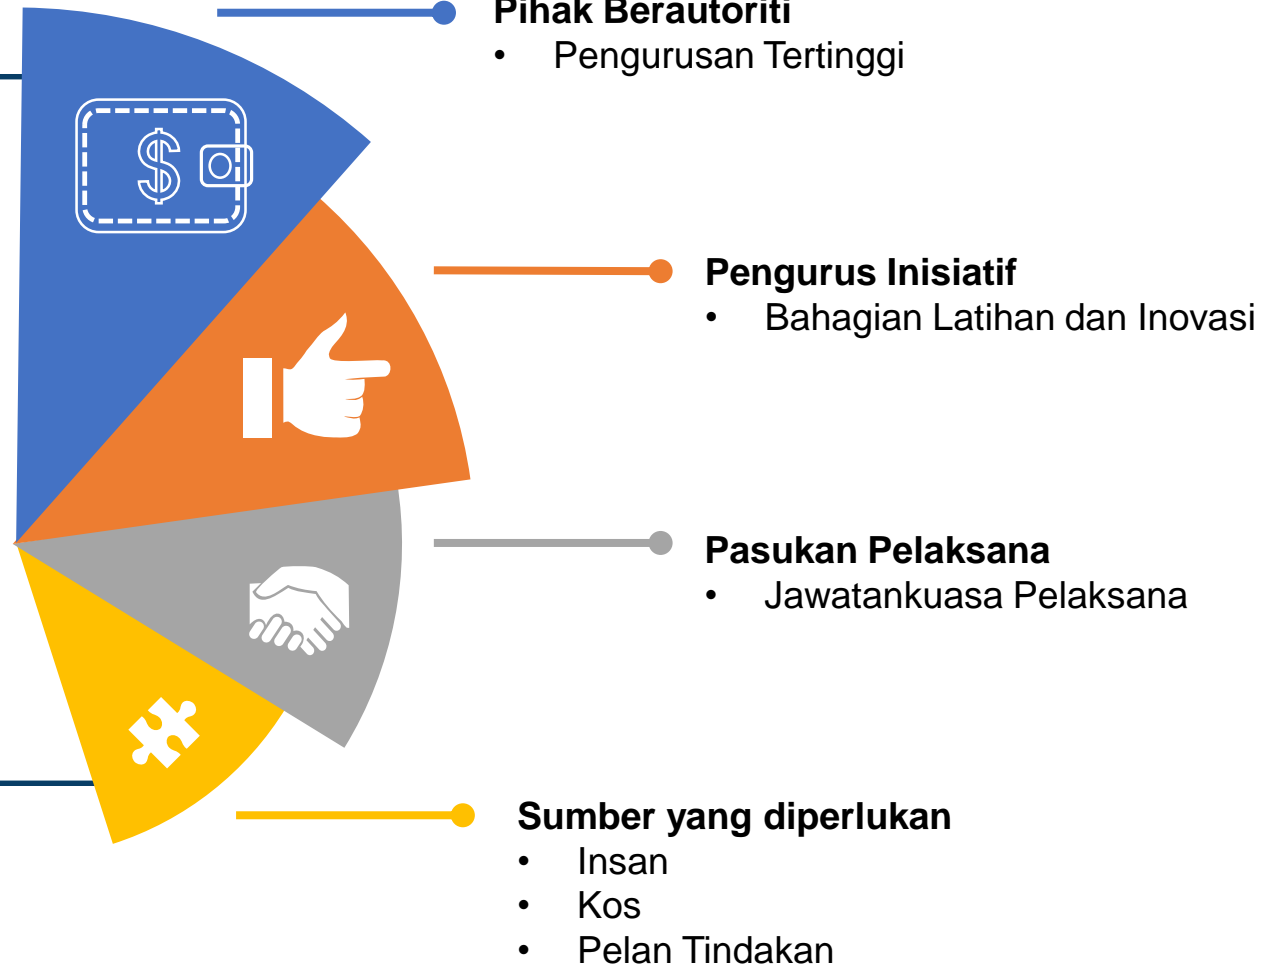 Pihak Berautoriti
• Pengurusan Tertinggi
$
Pengurus Inisiatif
• Bahagian Latihan dan Inovasi
Pasukan Pelaksana
• Jawatankuasa Pelaksana
Sumber yang diperlukan
• Insan
• Kos
• Pelan Tindakan